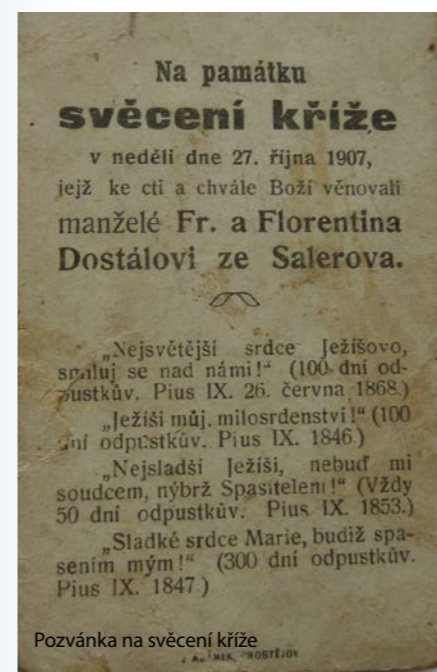 Na památku
svěcení kříže
v neděli dne 27. října 1907,
jejž ke cti a chvále Boží věnovali
manželé Fr. a Florentina
Dostálovi ze Salerova.
„Nejsvětější srdce Ježíšovo,
smiluj se nad námi!“ (100 dní od-
pustkův. Pius IX. 26. června 1868.)
„Ježíši můj, milosrdenství!“ (100
dní odpustkův. Pius IX. 1846.)
„Nejsladší Ježíši, nebuď mi
soudcem, nýbrž Spasitelem!“ (Vždy
50 dní odpustkův. Pius IX. 1853.)
„Sladké srdce Marie, budiž spa-
sením mým!“ (300 dní odpustkův.
Pius IX. 1847.)
Pozvánka na svěcení kříže
PROSTĚJOV